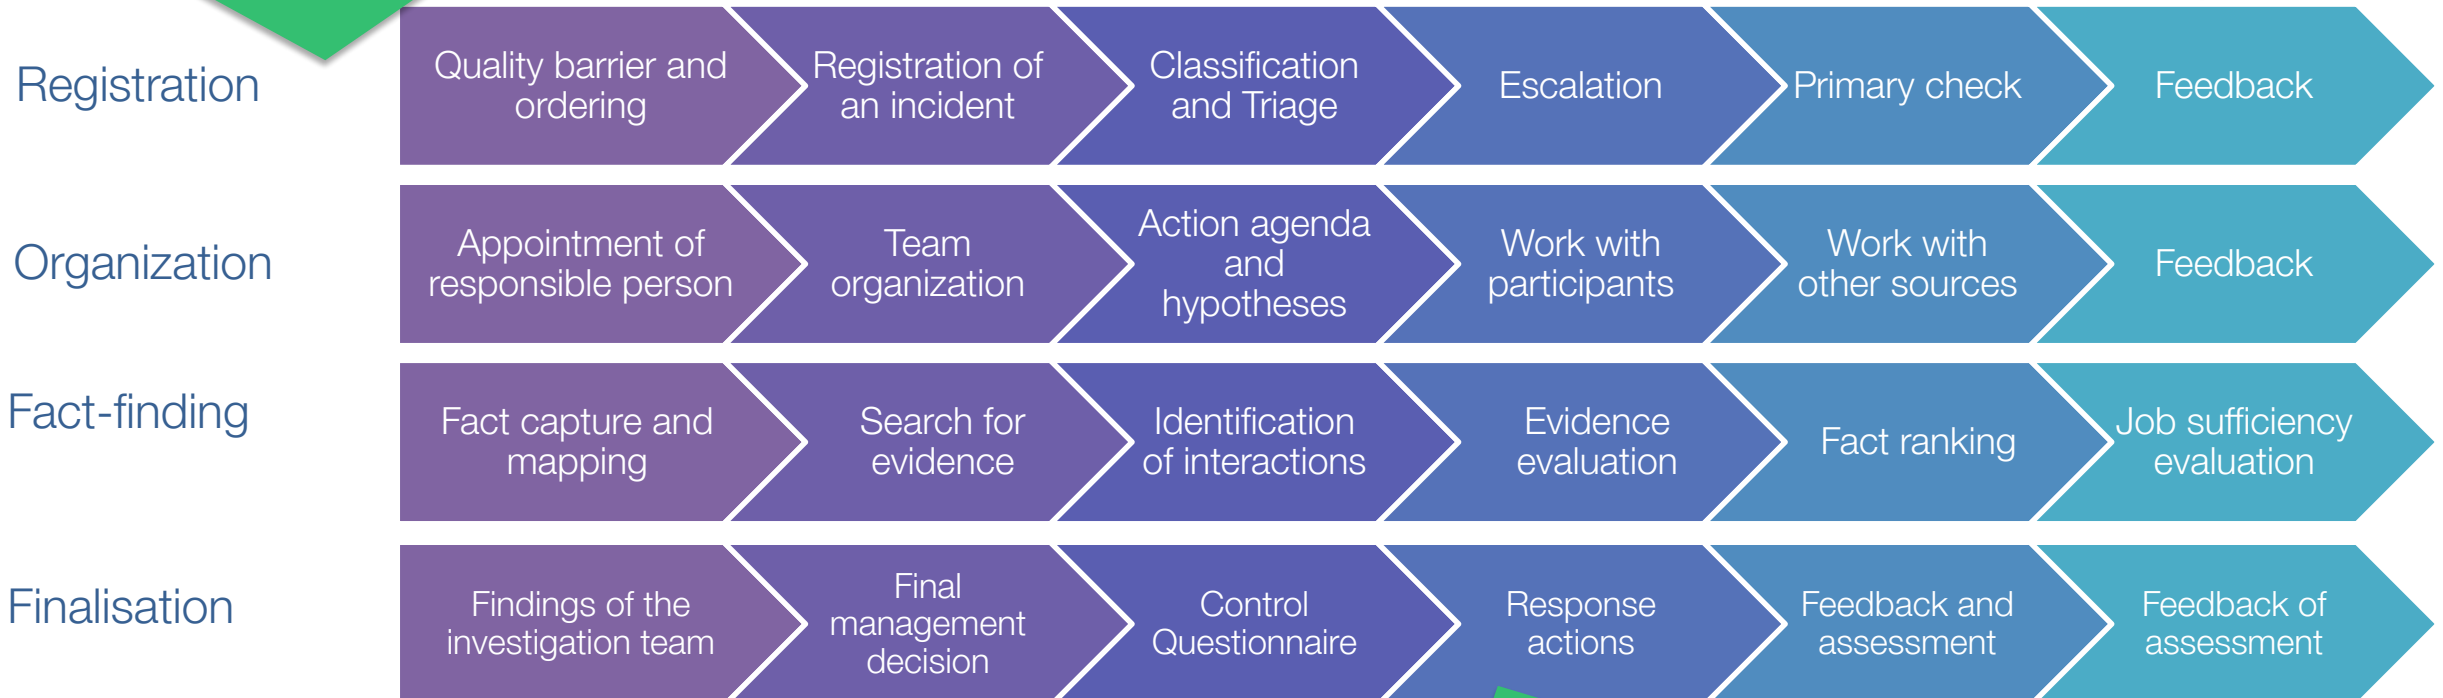 Registration
Quality barrier and
ordering
Registration of
an incident
Classification
and Triage
Escalation
Primary check
Feedback
Organization
Appointment of
responsible person
Team
organization
Action agenda
and
hypotheses
Work with
participants
Work with
other sources
Feedback
Fact-finding
Fact capture and
mapping
Search for
evidence
Identification
of interactions
Evidence
evaluation
Fact ranking
Job sufficiency
evaluation
Finalisation
Findings of the
investigation team
Final
management
decision
Control
Questionnaire
Response
actions
Feedback and
assessment
Feedback of
assessment